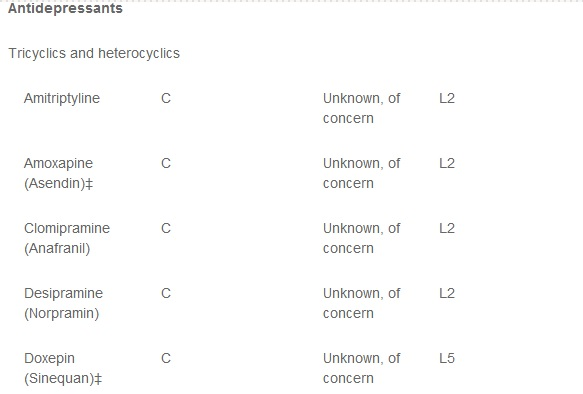 Antidepressants
Tricyclics and heterocyclics
Amitriptyline C Unknown, of L2
concern
Amoxapine C Unknown, of L2
(Asendin)‡ concern
Clomipramine C Unknown, of L2
(Anafranil) concern
Desipramine C Unknown, of L2
(Norpramin) concern
Doxepin C Unknown, of L5
(Sinequan)‡ concern